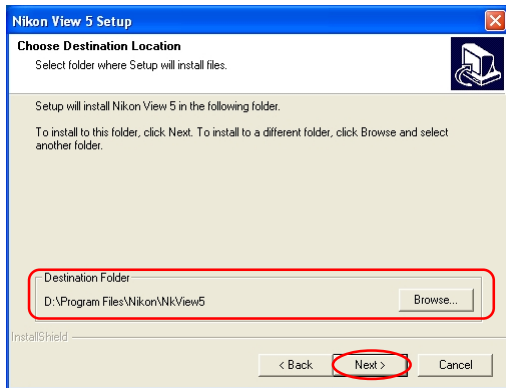 Nikon View 5 Setup
Choose Destination Location
Select folder where Setup will install files.
Setup will install Nikon View 5 in the following folder.
To install to this folder, click Next. To install to a different folder, click Browse and select
another folder.
Destination Folder
D:\Program Files\Nikon\NkView5
Browse...
InstallShield
< Back
Next >
Cancel